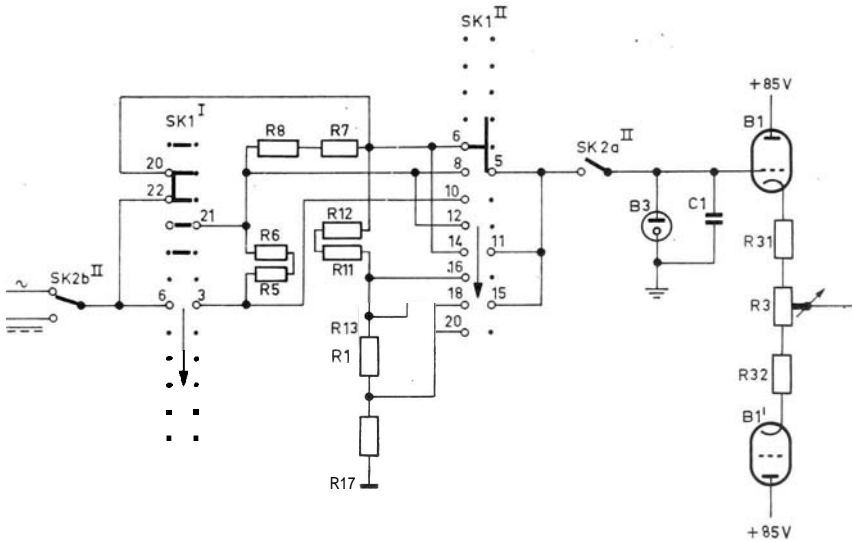 SK1 II
+85V
B1
SK1 I
R8
R7
6
SK2a II
20
8
5
22
10
B3
C1
21
R12
12
R31
R6
14
11
SK2b II
R11
16
~
6
3
R5
18
15
R3
R13
20
R1
R32
B1'
R17
+85V